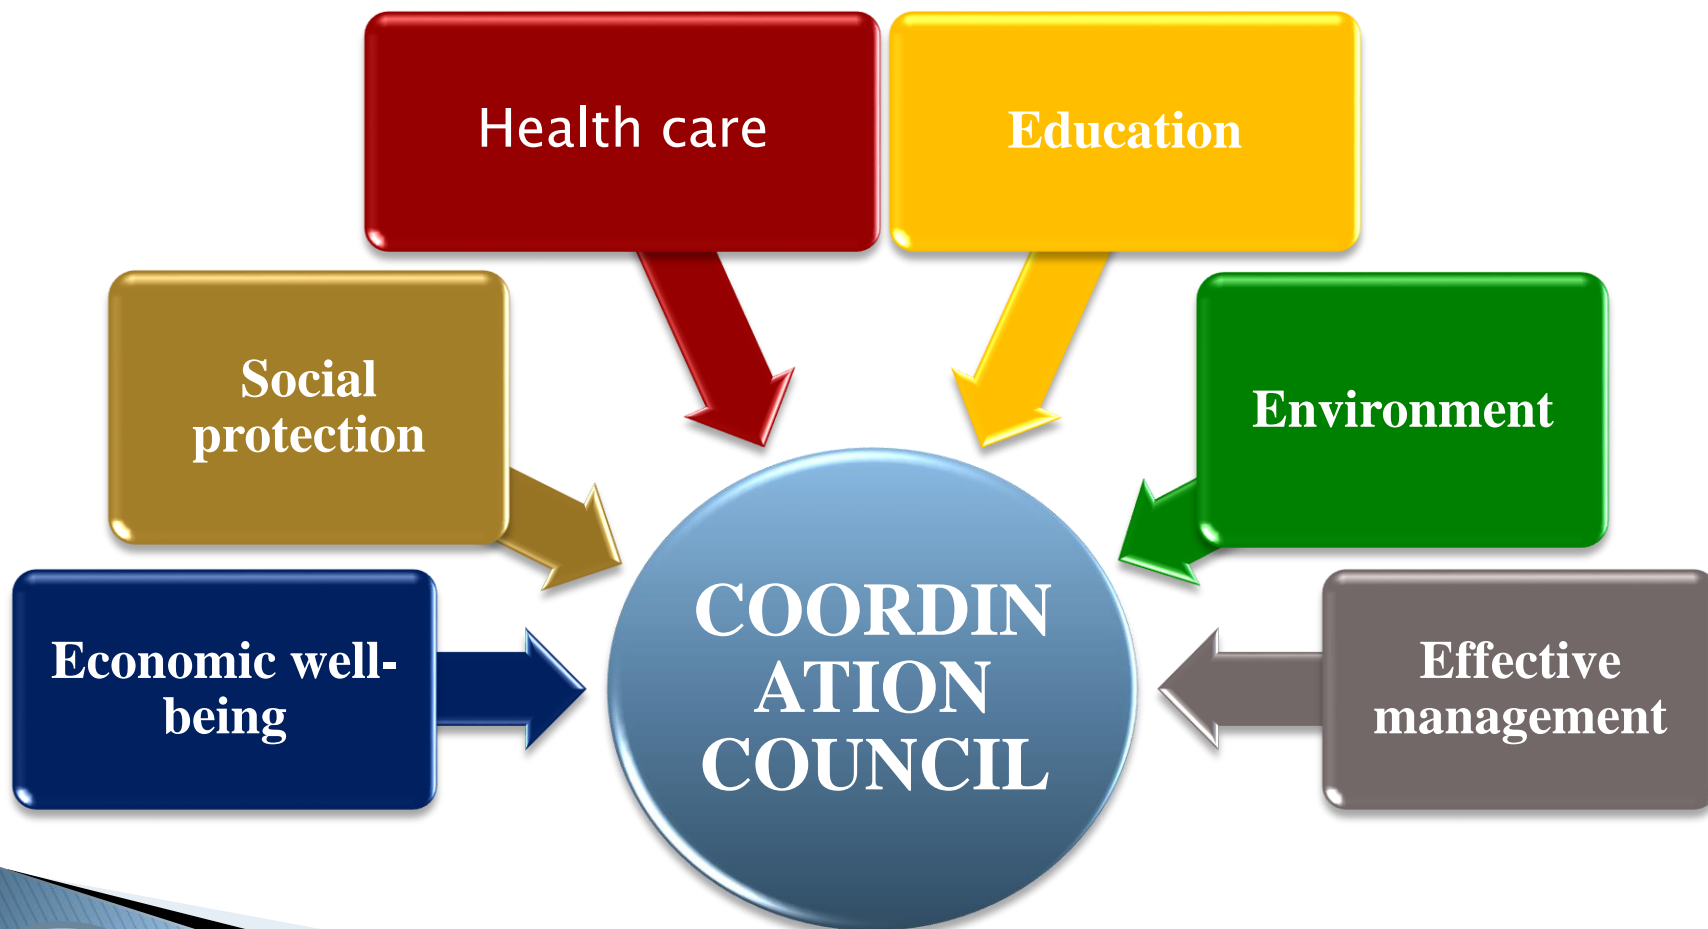 Health care
Education
Social
protection
Environment
Economic well-
being
COORDIN
ATION
COUNCIL
Effective
management